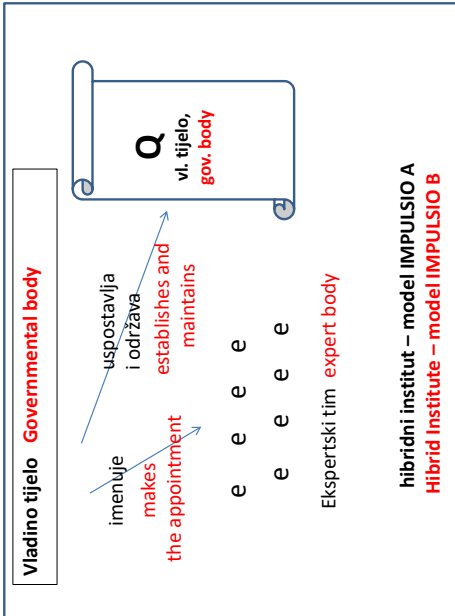 Vladino tijelo Governmental body
imenuje
makes
the appointment
uspostavlja
i održava
establishes and
maintains
Q
vl. tijelo,
gov. body
e e e e
e e e e
Ekspertski tim expert body
hibridni institut – model IMPULSIO A
Hibrid Institute – model IMPULSIO B